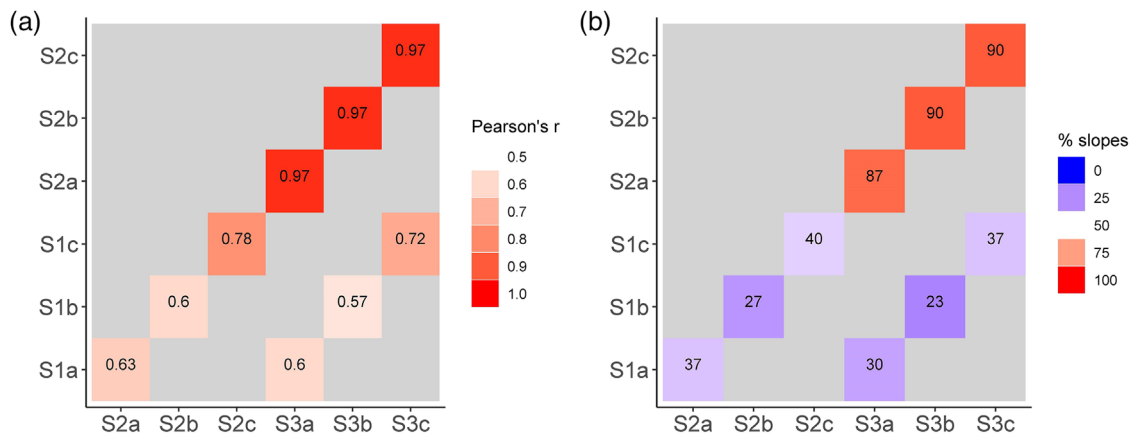 (a)
S2c
S2b
S2a
S1c
S1b
S1a
0.97
0.97
0.97
0.78 0.72
0.6 0.57
0.63 0.6
S2a S2b S2c S3a S3b S3c
Pearson's r
0.5
0.6
0.7
0.8
0.9
1.0
(b)
S2c
S2b
S2a
S1c
S1b
S1a
90
90
87
40 37
27 23
37 30
S2a S2b S2c S3a S3b S3c
% slopes
0
25
50
75
100